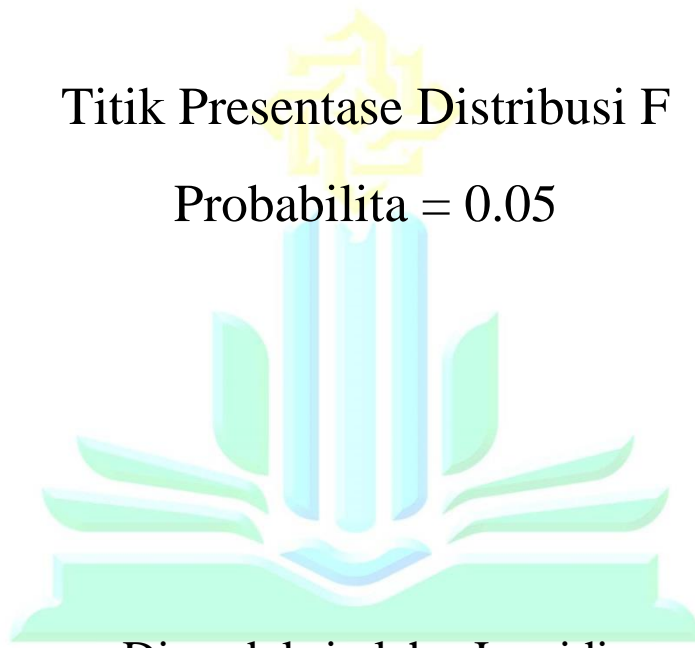 Titik Presentase Distribusi F
Probabilita = 0.05